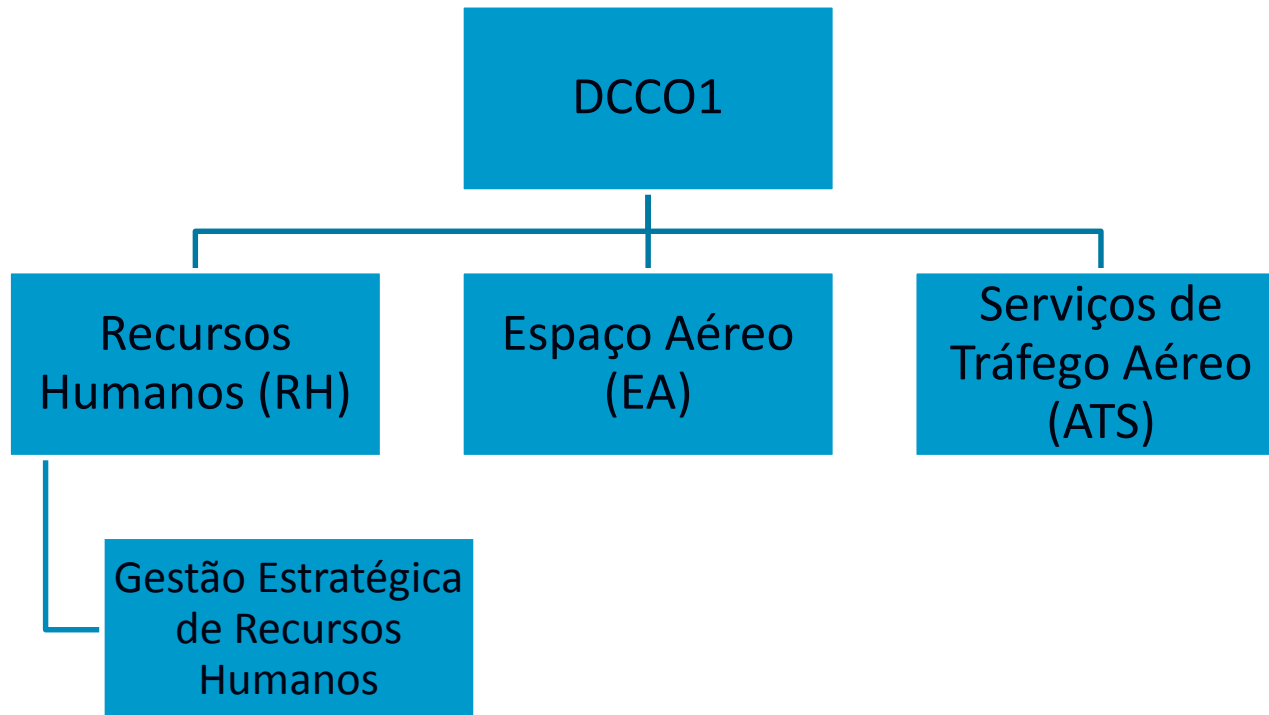 DCCO1
Recursos
Humanos (RH)
Espaço Aéreo
(EA)
Serviços de
Tráfego Aéreo
(ATS)
Gestão Estratégica
de Recursos
Humanos